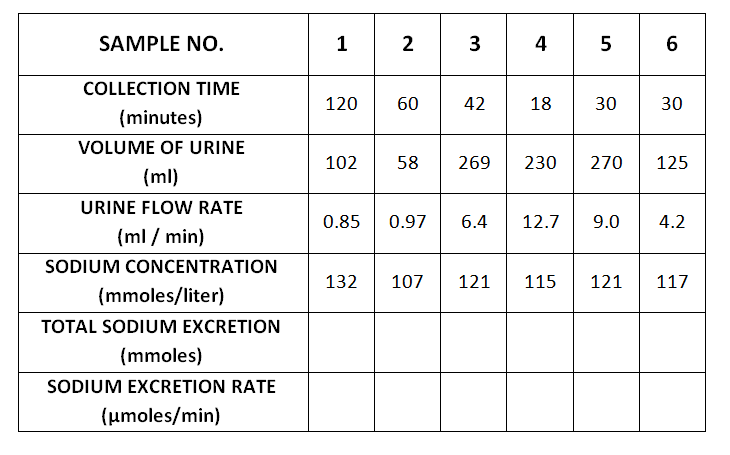 SAMPLE NO. 1 2 3 4 5 6
COLLECTION TIME
(minutes) 120 60 42 18 30 30
VOLUME OF URINE
(ml) 102 58 269 230 270 125
URINE FLOW RATE
(ml / min) 0.85 0.97 6.4 12.7 9.0 4.2
SODIUM CONCENTRATION
(mmoles/liter) 132 107 121 115 121 117
TOTAL SODIUM EXCRETION
(mmoles)
SODIUM EXCRETION RATE
(μmoles/min)